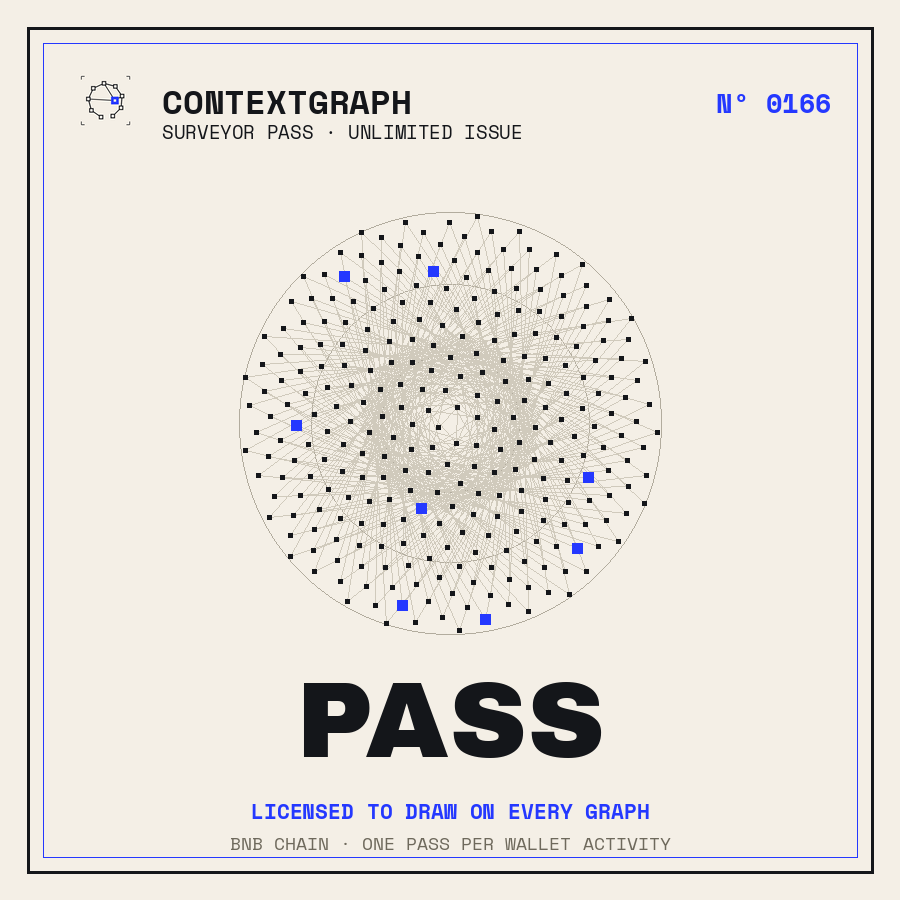 CONTEXTGRAPH
N° 0166
SURVEYOR PASS · UNLIMITED ISSUE
PASS
LICENSED TO DRAW ON EVERY GRAPH
BNB CHAIN · ONE PASS PER WALLET ACTIVITY